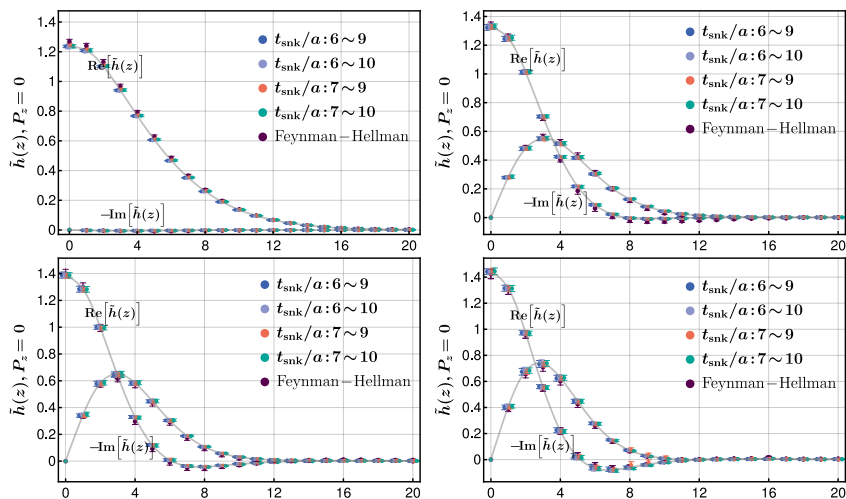 1.4
1.2
1
0.8
0.6
0.4
0.2
0
h̃(z), P_z = 0
Re[h̃(z)]
−Im[h̃(z)]
t_snk/a : 6 ∼ 9
t_snk/a : 6 ∼ 10
t_snk/a : 7 ∼ 9
t_snk/a : 7 ∼ 10
Feynman−Hellman
0 4 8 12 16 20
1.4
1.2
1
0.8
0.6
0.4
0.2
0
h̃(z), P_z = 0
Re[h̃(z)]
−Im[h̃(z)]
t_snk/a : 6 ∼ 9
t_snk/a : 6 ∼ 10
t_snk/a : 7 ∼ 9
t_snk/a : 7 ∼ 10
Feynman−Hellman
0 4 8 12 16 20
1.4
1.2
1
0.8
0.6
0.4
0.2
0
h̃(z), P_z = 0
Re[h̃(z)]
−Im[h̃(z)]
t_snk/a : 6 ∼ 9
t_snk/a : 6 ∼ 10
t_snk/a : 7 ∼ 9
t_snk/a : 7 ∼ 10
Feynman−Hellman
0 4 8 12 16 20
1.4
1.2
1
0.8
0.6
0.4
0.2
0
h̃(z), P_z = 0
Re[h̃(z)]
−Im[h̃(z)]
t_snk/a : 6 ∼ 9
t_snk/a : 6 ∼ 10
t_snk/a : 7 ∼ 9
t_snk/a : 7 ∼ 10
Feynman−Hellman
0 4 8 12 16 20